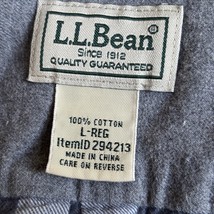 L.L.Bean®
Since 1912
QUALITY GUARANTEED
100% COTTON
L-REG
ItemID 294213
MADE IN CHINA
CARE ON REVERSE